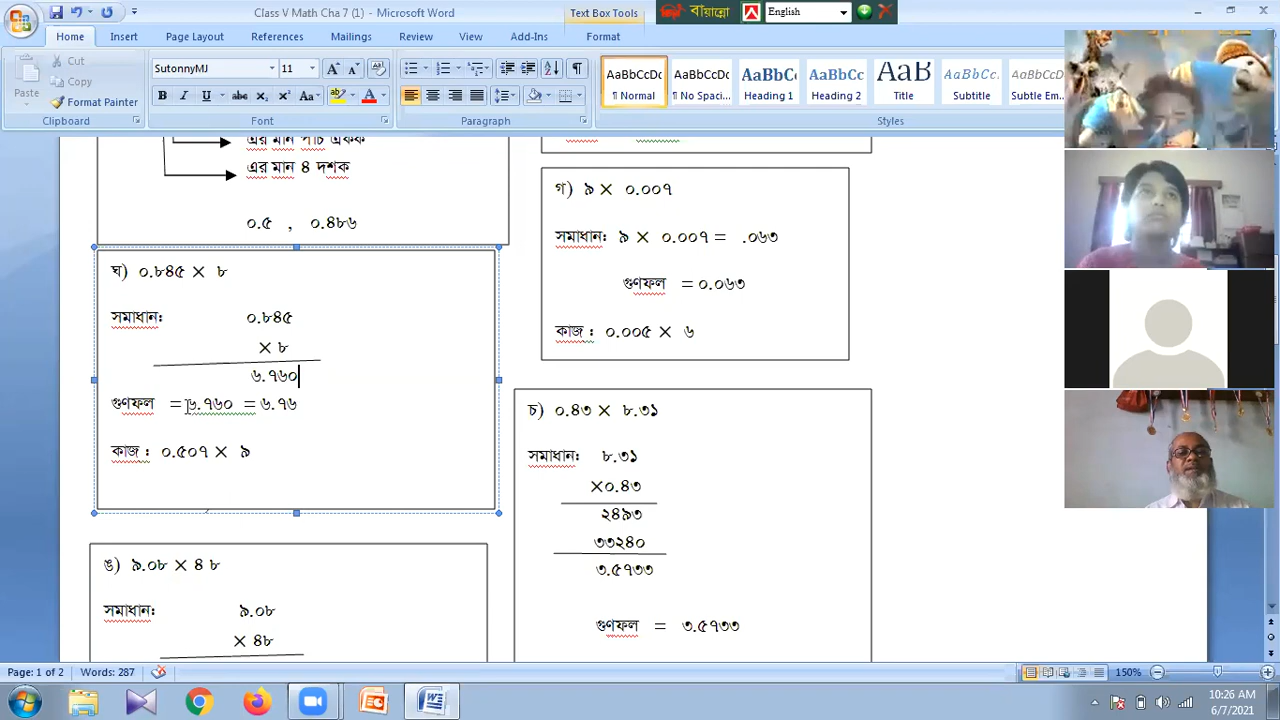 Class V Math Cha 7 (1) - Microsoft Word
Text Box Tools
বায়ান্নো
English
Home Insert Page Layout References Mailings Review View Add-Ins Format
Cut
Copy
Format Painter
Paste
SutonnyMJ 11
AaBbCcDc AaBbCcDc AaBbC AaBbCc AaB AaBbCc AaBbCcDa
¶ Normal ¶ No Spaci... Heading 1 Heading 2 Title Subtitle Subtle Em...
Clipboard Font Paragraph Styles
এর মান পাঁচ একক
এর মান ৪ দশক
০.৫ , ০.৪৮৬
ঘ) ০.৮৪৫ × ৮
সমাধান: ০.৮৪৫
× ৮
৬.৭৬০
গুণফল = ৬.৭৬০ = ৬.৭৬
কাজ : ০.৫০৭ × ৯
ঙ) ৯.০৮ × ৪ ৮
সমাধান: ৯.০৮
× ৪৮
গ) ৯ × ০.০০৭
সমাধান: ৯ × ০.০০৭ = .০৬৩
গুণফল = ০.০৬৩
কাজ : ০.০০৫ × ৬
চ) ০.৪৩ × ৮.৩১
সমাধান: ৮.৩১
×০.৪৩
২৪৯৩
৩৩২৪০
৩.৫৭৩৩
গুণফল = ৩.৫৭৩৩
Page: 1 of 2 Words: 287 150%
10:26 AM
6/7/2021